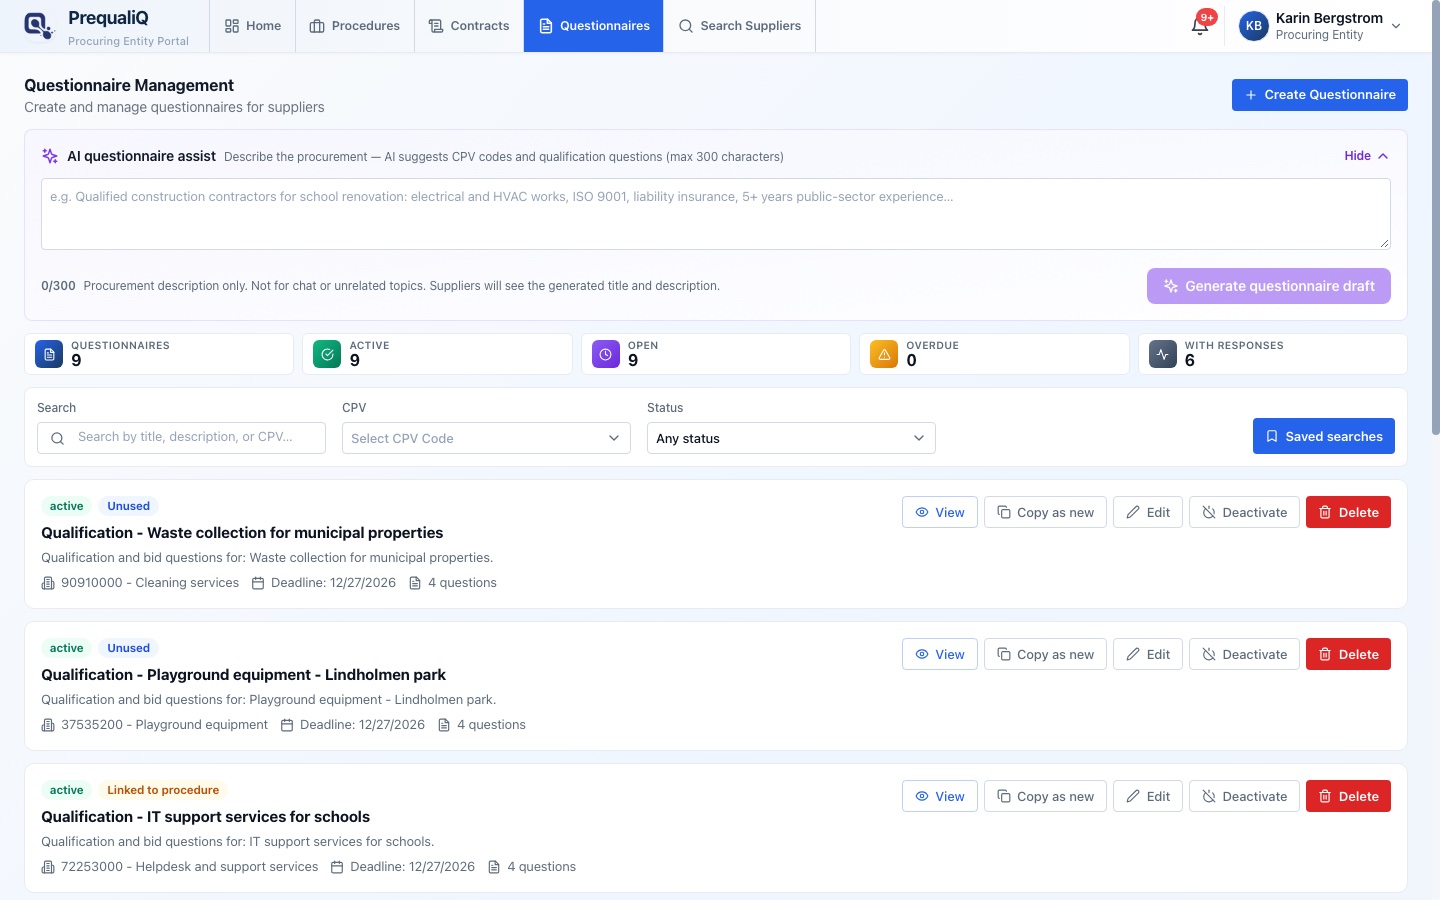 PrequaliQ
Procuring Entity Portal
Home
Procedures
Contracts
Questionnaires
Search Suppliers
9+
KB
Karin Bergstrom
Procuring Entity
Questionnaire Management
Create and manage questionnaires for suppliers
Create Questionnaire
AI questionnaire assist Describe the procurement — AI suggests CPV codes and qualification questions (max 300 characters)
Hide
e.g. Qualified construction contractors for school renovation: electrical and HVAC works, ISO 9001, liability insurance, 5+ years public-sector experience...
0/300 Procurement description only. Not for chat or unrelated topics. Suppliers will see the generated title and description.
Generate questionnaire draft
QUESTIONNAIRES
9
ACTIVE
9
OPEN
9
OVERDUE
0
WITH RESPONSES
6
Search
Search by title, description, or CPV...
CPV
Select CPV Code
Status
Any status
Saved searches
active Unused
Qualification - Waste collection for municipal properties
Qualification and bid questions for: Waste collection for municipal properties.
90910000 - Cleaning services Deadline: 12/27/2026 4 questions
View Copy as new Edit Deactivate Delete
active Unused
Qualification - Playground equipment - Lindholmen park
Qualification and bid questions for: Playground equipment - Lindholmen park.
37535200 - Playground equipment Deadline: 12/27/2026 4 questions
View Copy as new Edit Deactivate Delete
active Linked to procedure
Qualification - IT support services for schools
Qualification and bid questions for: IT support services for schools.
72253000 - Helpdesk and support services Deadline: 12/27/2026 4 questions
View Copy as new Edit Deactivate Delete